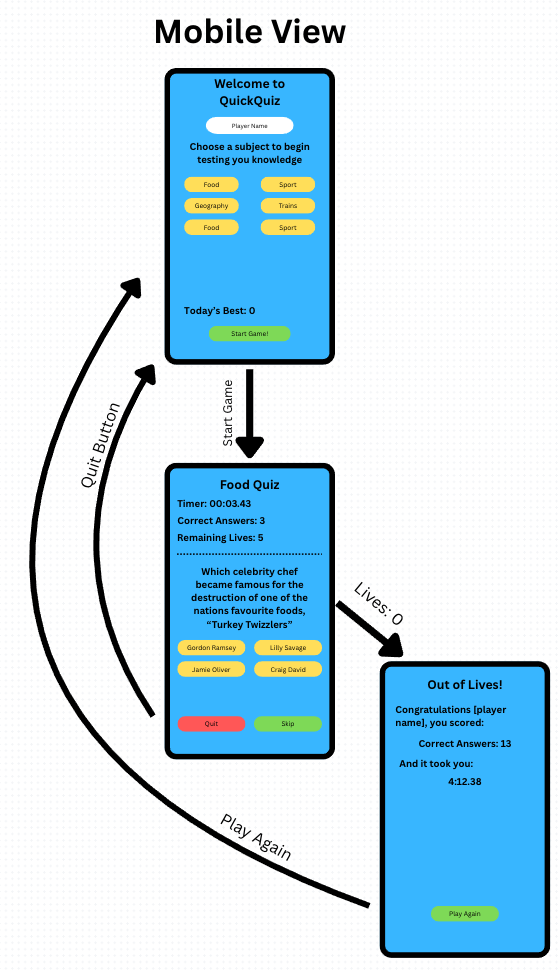 Mobile View
Welcome to
QuickQuiz
Player Name
Choose a subject to begin
testing you knowledge
Food Sport
Geography Trains
Food Sport
Today's Best: 0
Start Game!
Start Game
Quit Button
Food Quiz
Timer: 00:03.43
Correct Answers: 3
Remaining Lives: 5
Which celebrity chef
became famous for the
destruction of one of the
nations favourite foods,
“Turkey Twizzlers”
Gordon Ramsey Lilly Savage
Jamie Oliver Craig David
Quit Skip
Lives: 0
Out of Lives!
Congratulations [player
name], you scored:
Correct Answers: 13
And it took you:
4:12.38
Play Again
Play Again